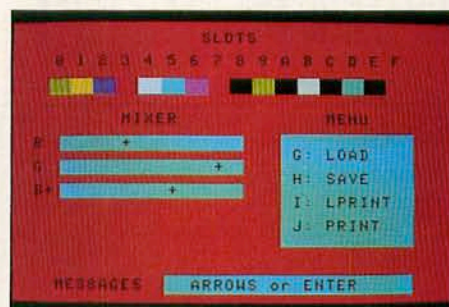 SLOTS
0 1 2 3 4 5 6 7 8 9 A B C D E F
MIXER
MENU
R
G
B+
G: LOAD
H: SAVE
I: LPRINT
J: PRINT
MESSAGES ARROWS or ENTER